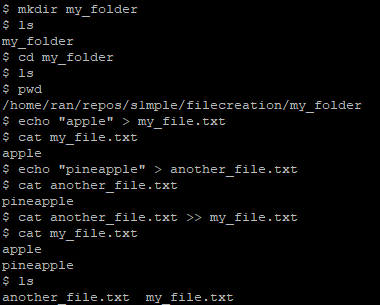 $ mkdir my_folder
$ ls
my_folder
$ cd my_folder
$ ls
$ pwd
/home/ran/repos/slmple/filecreation/my_folder
$ echo "apple" > my_file.txt
$ cat my_file.txt
apple
$ echo "pineapple" > another_file.txt
$ cat another_file.txt
pineapple
$ cat another_file.txt >> my_file.txt
$ cat my_file.txt
apple
pineapple
$ ls
another_file.txt  my_file.txt